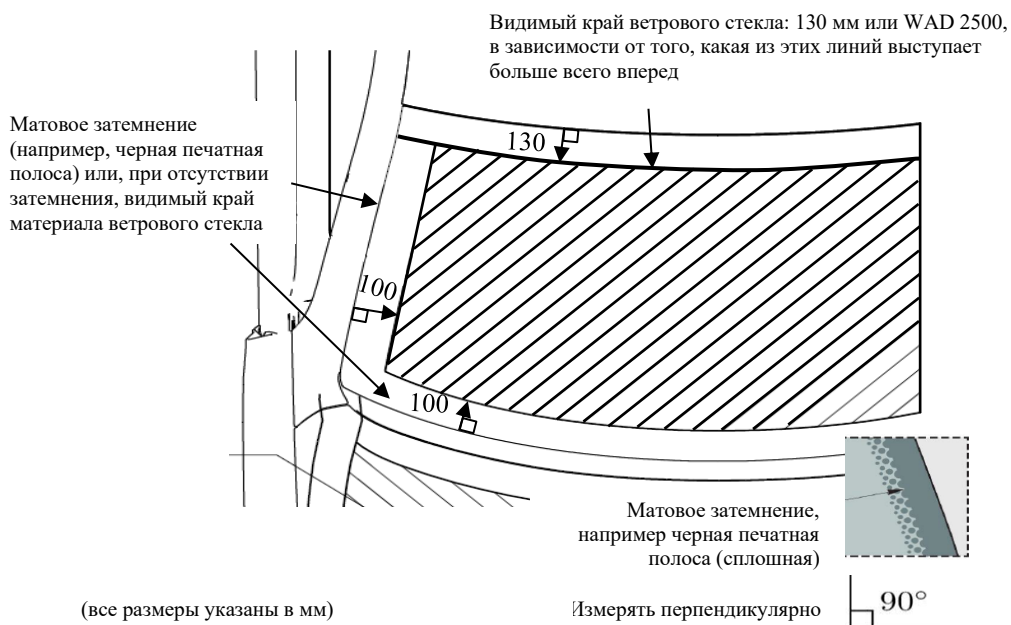 Видимый край ветрового стекла: 130 мм или WAD 2500,
в зависимости от того, какая из этих линий выступает
больше всего вперед
Матовое затемнение
(например, черная печатная
полоса) или, при отсутствии
затемнения, видимый край
материала ветрового стекла
130
100
100
Матовое затемнение,
например черная печатная
полоса (сплошная)
(все размеры указаны в мм)
Измерять перпендикулярно
90°